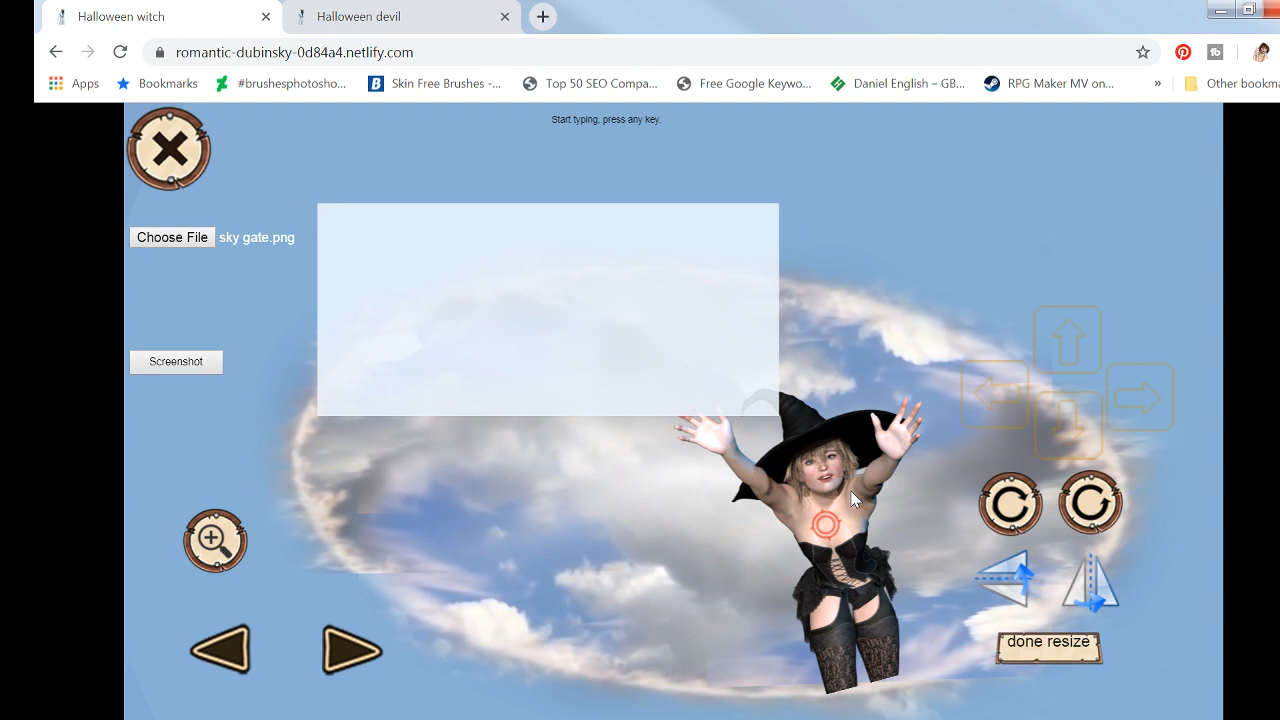 Halloween witch
Halloween devil
romantic-dubinsky-0d84a4.netlify.com
Apps
Bookmarks
#brushesphotosho...
B
Skin Free Brushes -...
Top 50 SEO Compa...
Free Google Keywo...
Daniel English – GB...
RPG Maker MV on...
»
Other bookma
Start typing, press any key.
Choose File sky gate.png
Screenshot
done resize